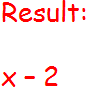 Result:
x – 2